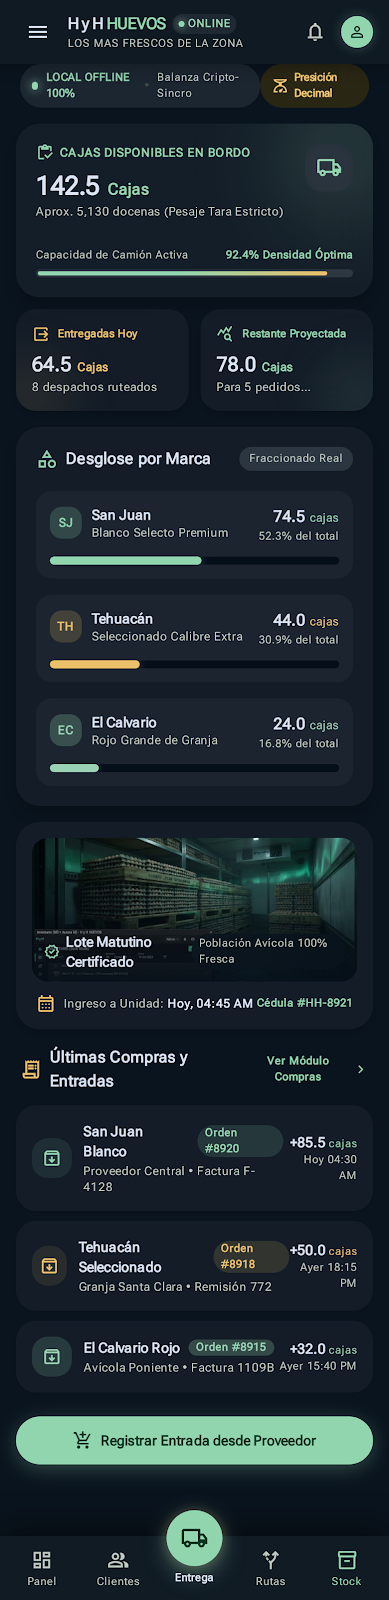 HyH HUEVOS ONLINE
LOS MAS FRESCOS DE LA ZONA
LOCAL OFFLINE
100%
Balanza Cripto-
Sincro
Presición
Decimal
CAJAS DISPONIBLES EN BORDO
142.5 Cajas
Aprox. 5,130 docenas (Pesaje Tara Estricto)
Capacidad de Camión Activa 92.4% Densidad Óptima
Entregadas Hoy
64.5 Cajas
8 despachos ruteados
Restante Proyectada
78.0 Cajas
Para 5 pedidos...
Desglose por Marca Fraccionado Real
SJ
San Juan
Blanco Selecto Premium
74.5 cajas
52.3% del total
TH
Tehuacán
Seleccionado Calibre Extra
44.0 cajas
30.9% del total
EC
El Calvario
Rojo Grande de Granja
24.0 cajas
16.8% del total
Lote Matutino
Certificado
Población Avícola 100%
Fresca
Ingreso a Unidad: Hoy, 04:45 AM Cédula #HH-8921
Últimas Compras y
Entradas
Ver Módulo
Compras
San Juan
Blanco
Orden
#8920
Proveedor Central • Factura F-
4128
+85.5 cajas
Hoy 04:30
AM
Tehuacán
Seleccionado
Orden
#8918
Granja Santa Clara • Remisión 772
+50.0 cajas
Ayer 18:15
PM
El Calvario Rojo Orden #8915
Avícola Poniente • Factura 1109B
+32.0 cajas
Ayer 15:40 PM
Registrar Entrada desde Proveedor
Panel
Clientes
Entrega
Rutas
Stock